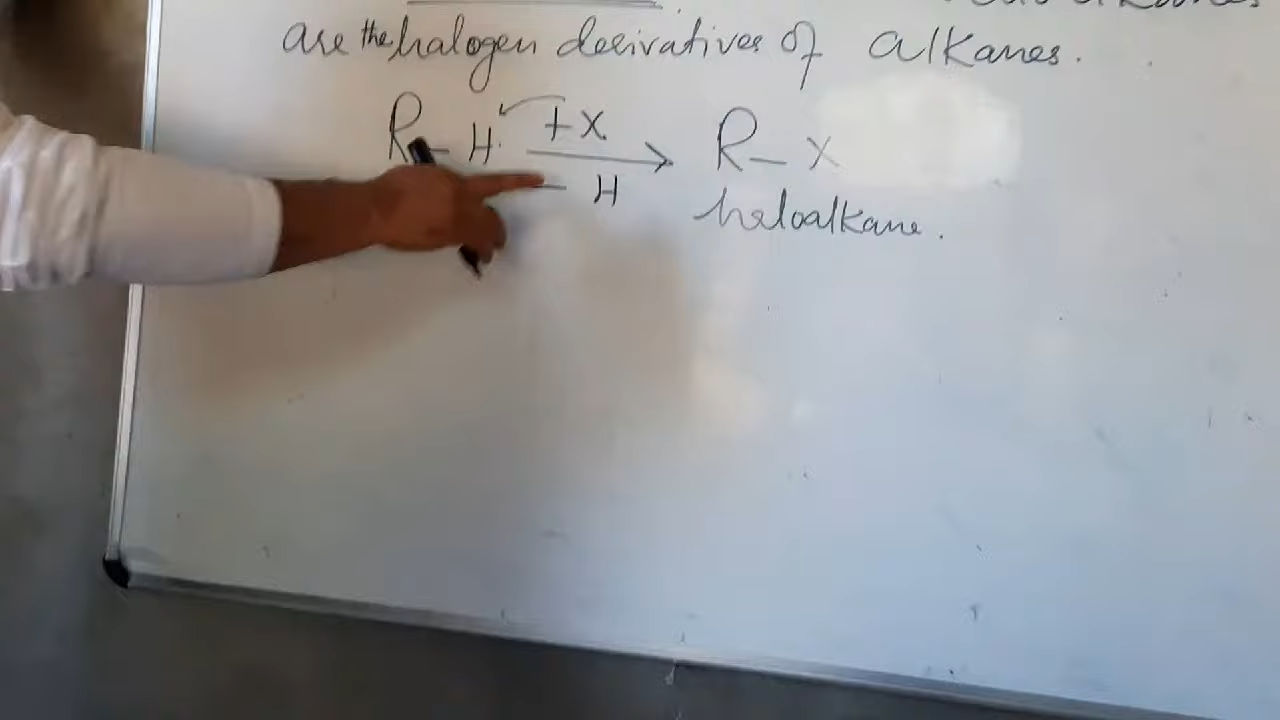 are the halogen derivatives of alkanes.
R - H + X → R - X
- H
haloalkane.